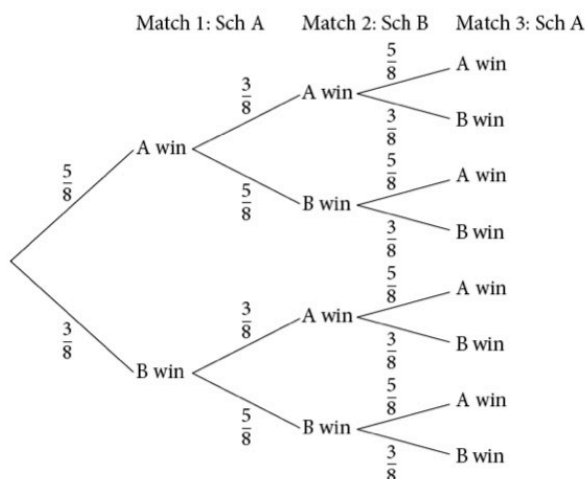 Match 1: Sch A Match 2: Sch B Match 3: Sch A
5/8 A win
3/8 A win
3/8 B win
A win
5/8 A win
5/8
5/8 B win
3/8 B win
5/8 A win
3/8 A win
3/8
3/8 B win
B win
5/8 A win
5/8 B win
3/8 B win